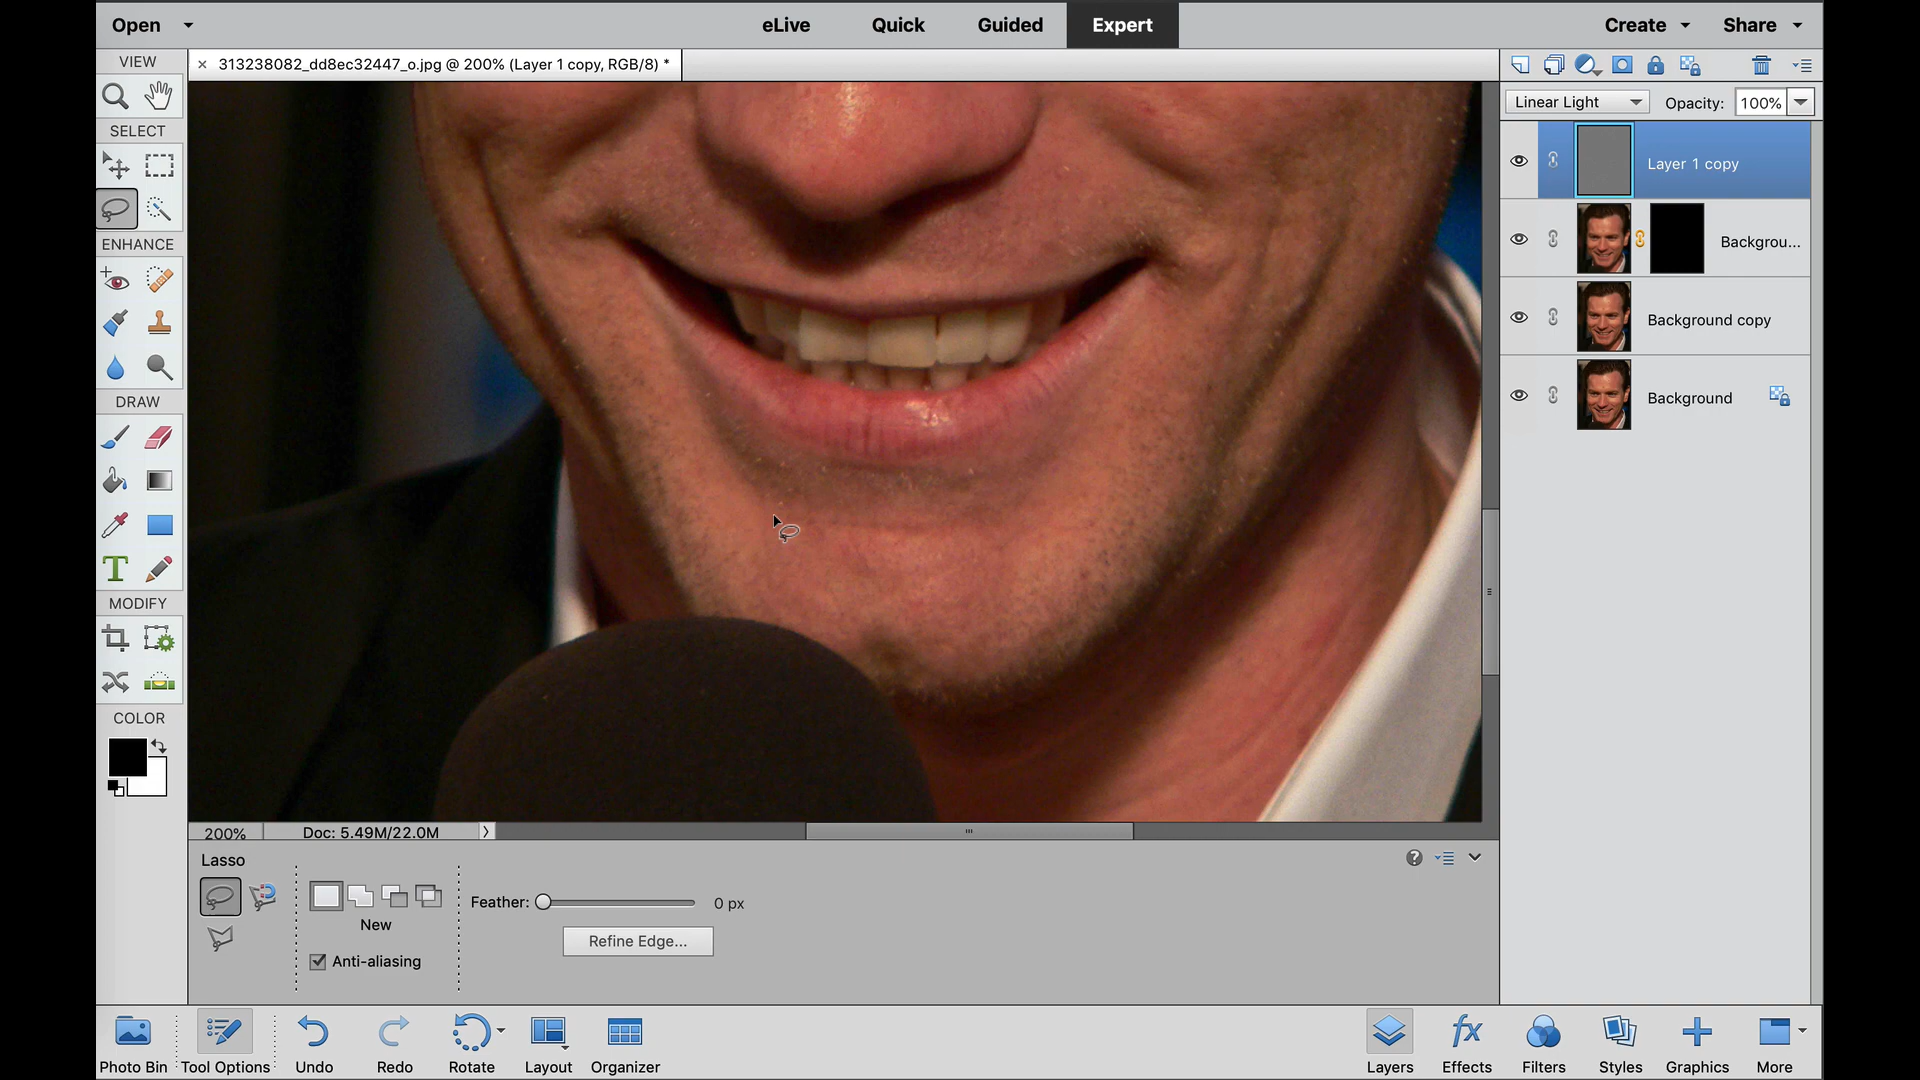 Open
eLive
Quick
Guided
Expert
Create
Share
VIEW
313238082_dd8ec32447_o.jpg @ 200% (Layer 1 copy, RGB/8) *
Linear Light
Opacity:
100%
SELECT
Layer 1 copy
ENHANCE
Backgrou...
Background copy
Background
DRAW
T
MODIFY
COLOR
200%
Doc: 5.49M/22.0M
Lasso
Feather:
0 px
New
Refine Edge...
Anti-aliasing
fx
Photo Bin
Tool Options
Undo
Redo
Rotate
Layout
Organizer
Layers
Effects
Filters
Styles
Graphics
More